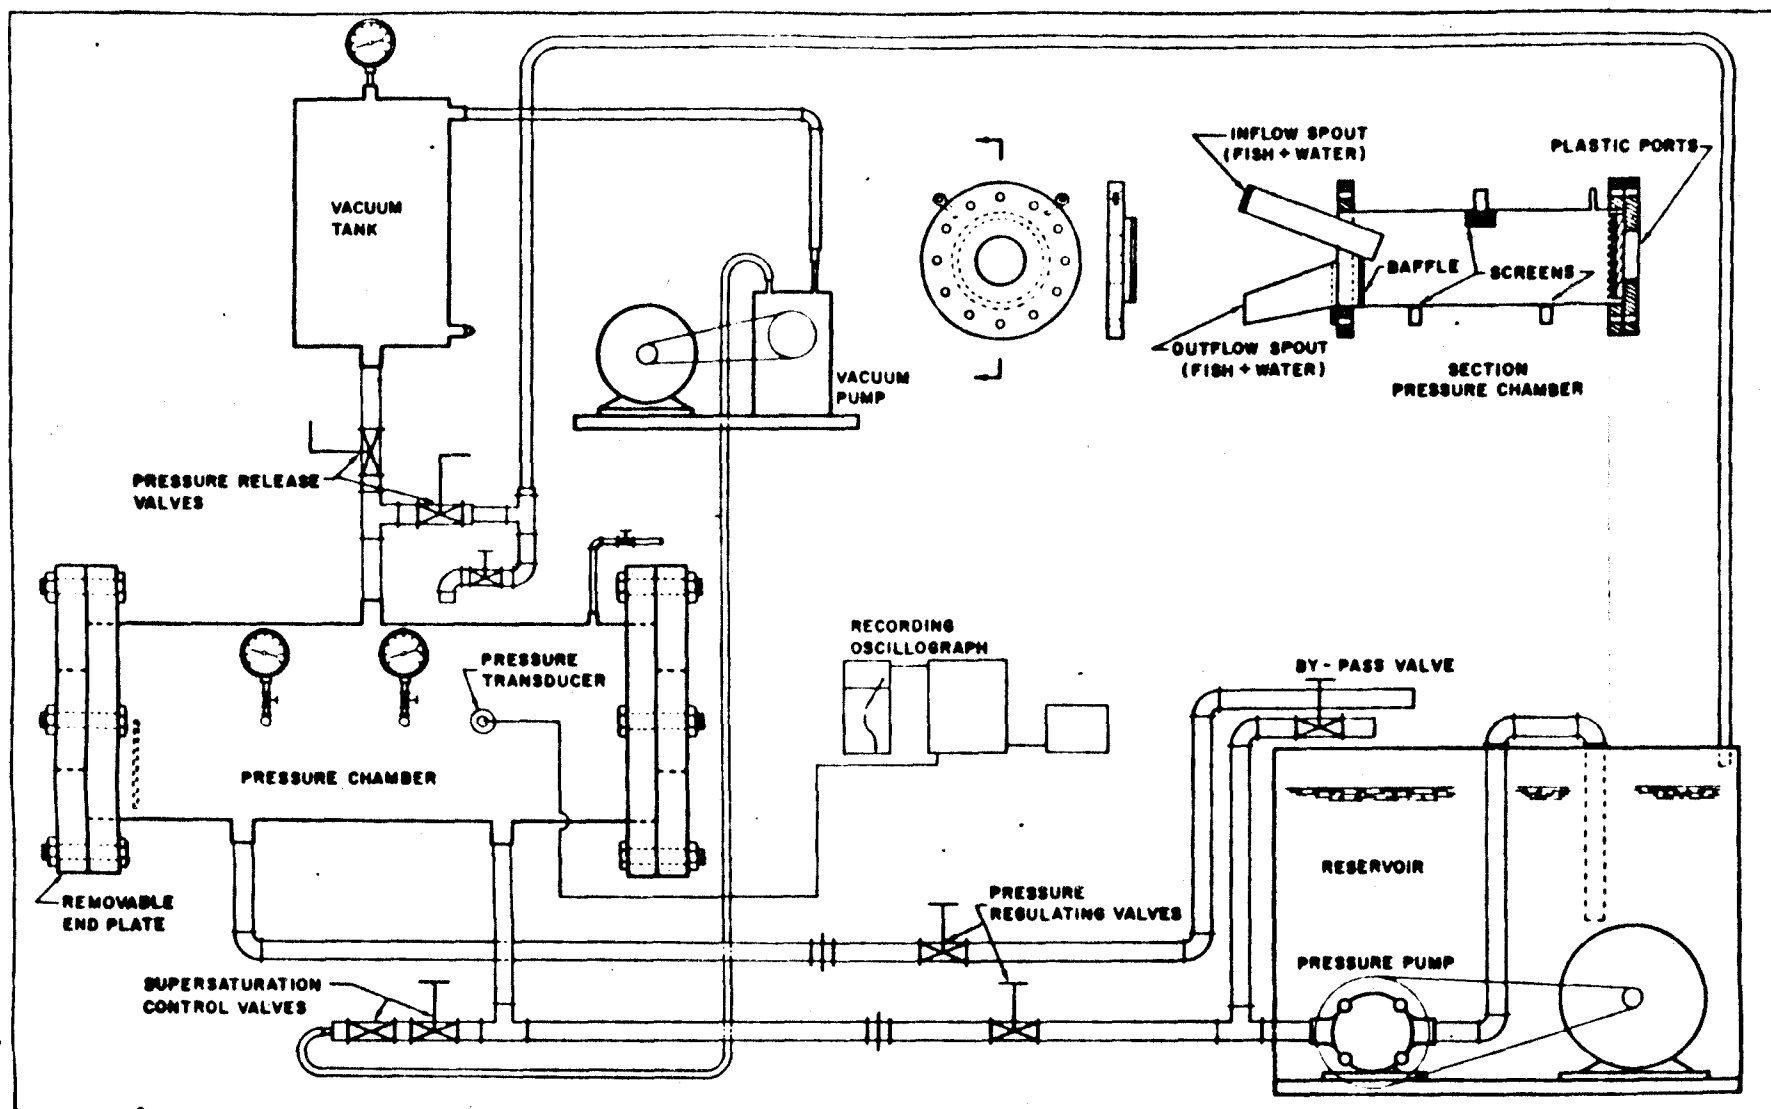 INFLOW SPOUT
(FISH + WATER)
PLASTIC PORTS
VACUUM
TANK
BAFFLE
SCREENS
OUTFLOW SPOUT
(FISH + WATER)
SECTION
PRESSURE CHAMBER
VACUUM
PUMP
PRESSURE RELEASE
VALVES
RECORDING
OSCILLOGRAPH
PRESSURE
TRANSDUCER
BY-PASS VALVE
PRESSURE CHAMBER
RESERVOIR
REMOVABLE
END PLATE
PRESSURE
REGULATING VALVES
PRESSURE PUMP
SUPERSATURATION
CONTROL VALVES